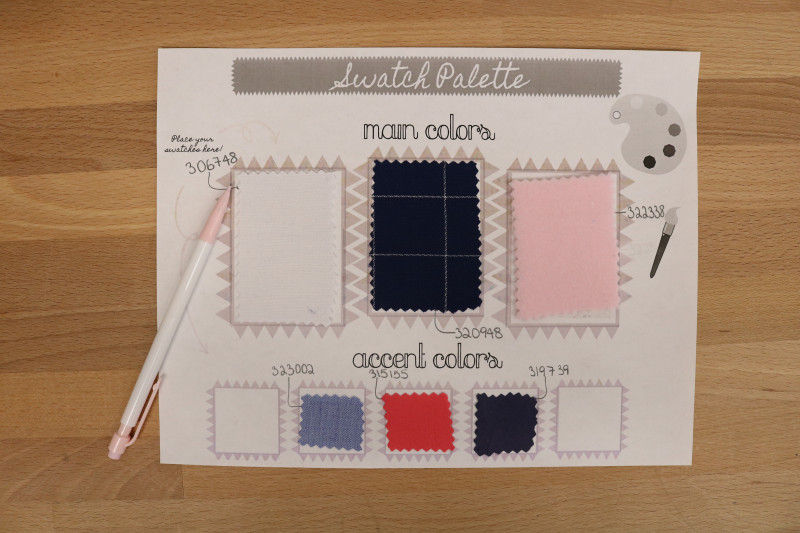 Swatch Palette
main colors
Place your
swatches here!
306748
322338
320948
accent colors
323002
315155
319739